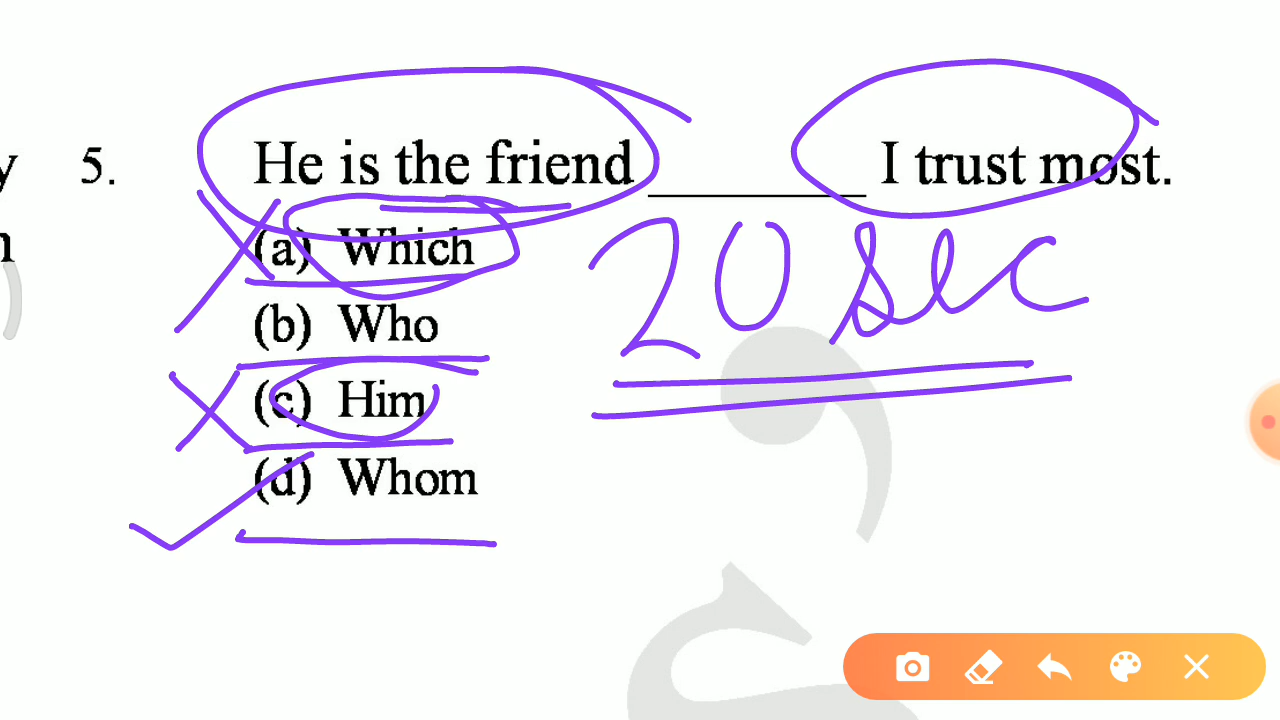 y 5. He is the friend ________ I trust most.
(a) Which
(b) Who
(c) Him
(d) Whom
20 sec